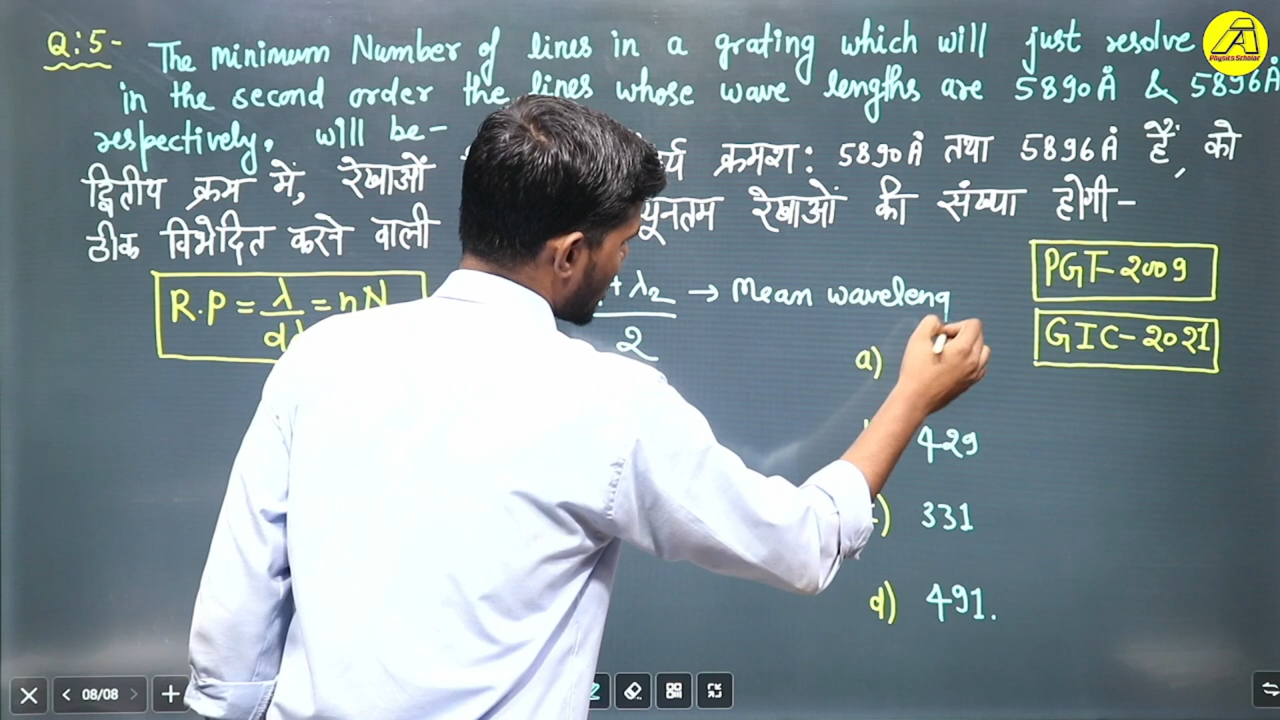 Q:5- The minimum Number of lines in a grating which will just resolve
in the second order the lines whose wave lengths are 5890Å & 5896Å
respectively, will be-
क्रमश: 5890Å तथा 5896Å हैं, को
द्वितीय क्रम में, रेखाओं
रेखाओं की संख्या होगी-
ठीक विभेदित करने वाली
PGT-2009
R.P = λ = nN
+ λ2 → Mean waveleng
2
GIC-2021
a)
429
331
d) 491.
08/08
A
Physics Scholar